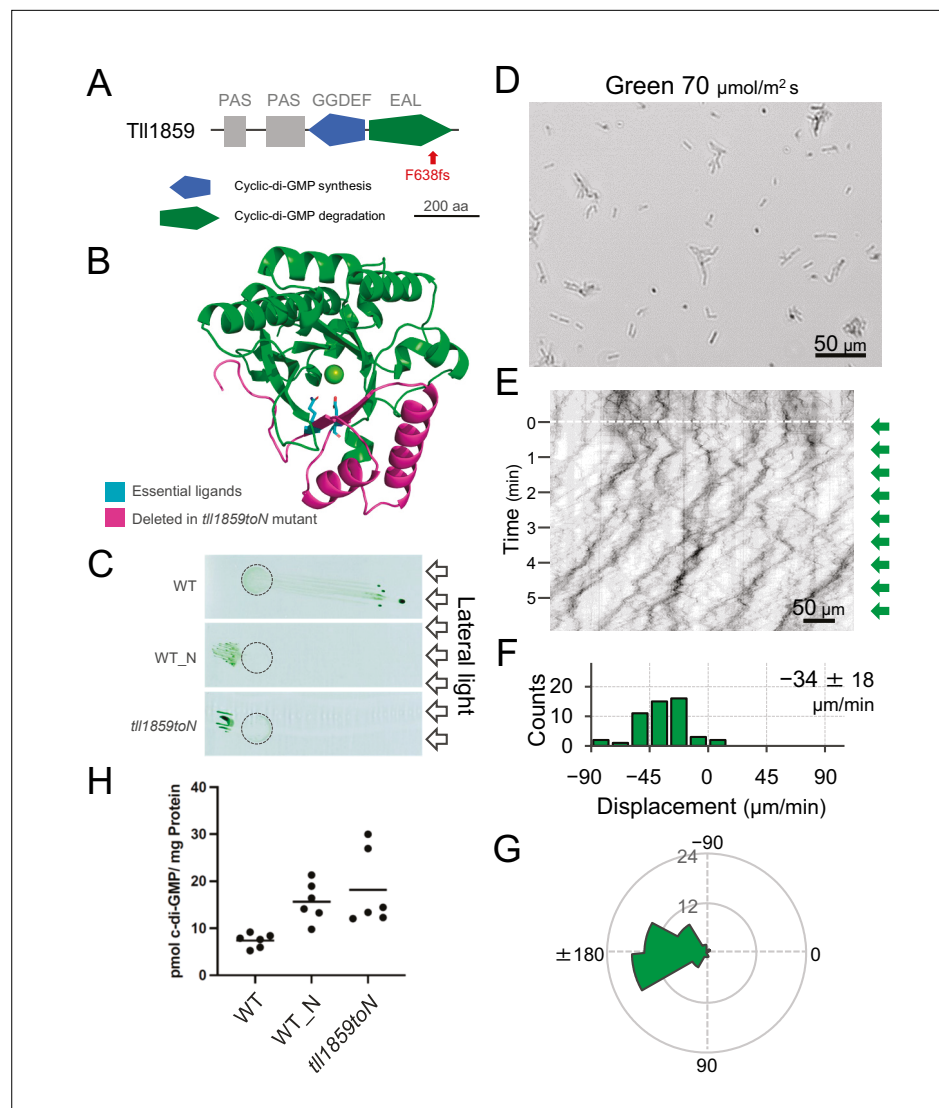 A
PAS PAS GGDEF EAL
Tll1859
F638fs
Cyclic-di-GMP synthesis
Cyclic-di-GMP degradation
200 aa
B
Essential ligands
Deleted in tll1859toN mutant
C
WT
WT_N
tll1859toN
Lateral light
D
Green 70 μmol/m² s
50 μm
E
0
1
2
3
4
5
Time (min)
50 μm
F
−34 ± 18
μm/min
Counts
20
10
0
−90 −45 0 45 90
Displacement (μm/min)
G
−90
24
12
±180
0
90
H
pmol c-di-GMP/ mg Protein
40
30
20
10
0
WT
WT_N
tll1859toN